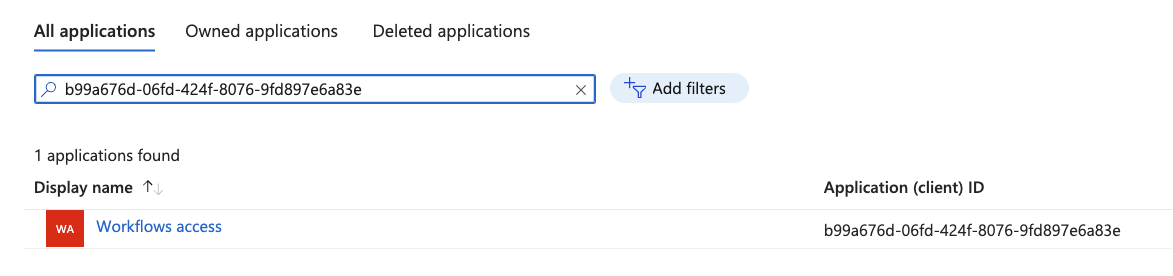 All applications Owned applications Deleted applications
b99a676d-06fd-424f-8076-9fd897e6a83e Add filters
1 applications found
Display name Application (client) ID
WA Workflows access b99a676d-06fd-424f-8076-9fd897e6a83e